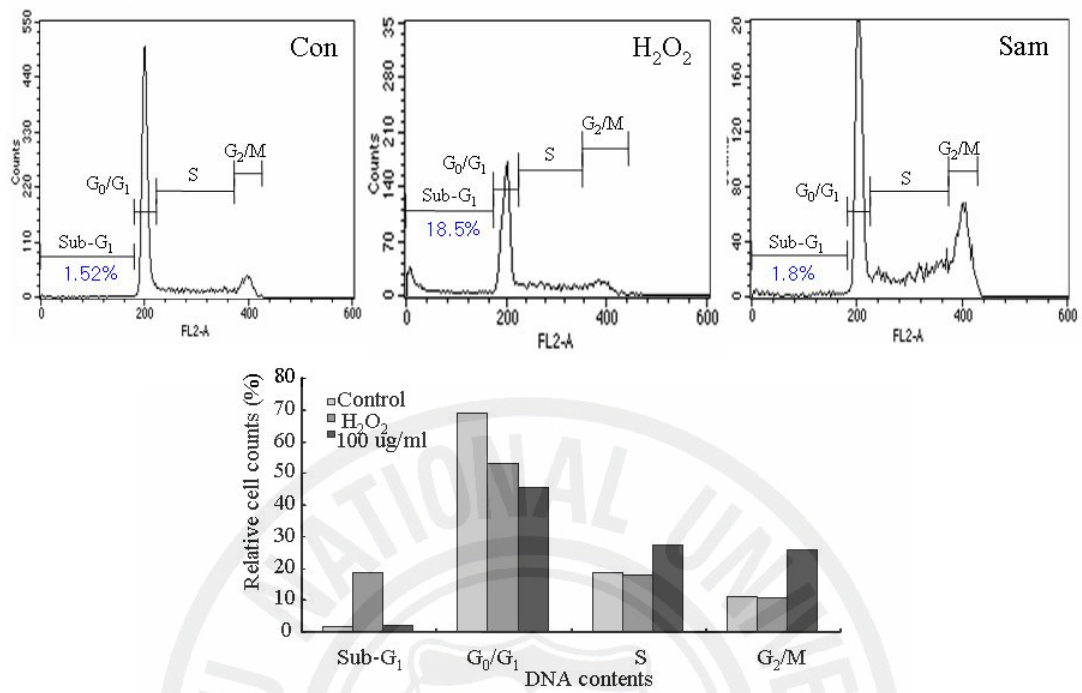 Con
550
440
330
220
110
0
Counts
G₂/M
S
G₀/G₁
Sub-G₁
1.52%
0 200 400 600
FL2-A
H₂O₂
350
280
210
140
70
0
Counts
G₂/M
S
G₀/G₁
Sub-G₁
18.5%
0 200 400 600
FL2-A
Sam
20
160
120
80
40
0
G₂/M
S
G₀/G₁
Sub-G₁
1.8%
0 200 400 600
FL2-A
Relative cell counts (%)
80
70
60
50
40
30
20
10
0
Control
H₂O₂
100 ug/ml
Sub-G₁ G₀/G₁ S G₂/M
DNA contents
NATIONAL